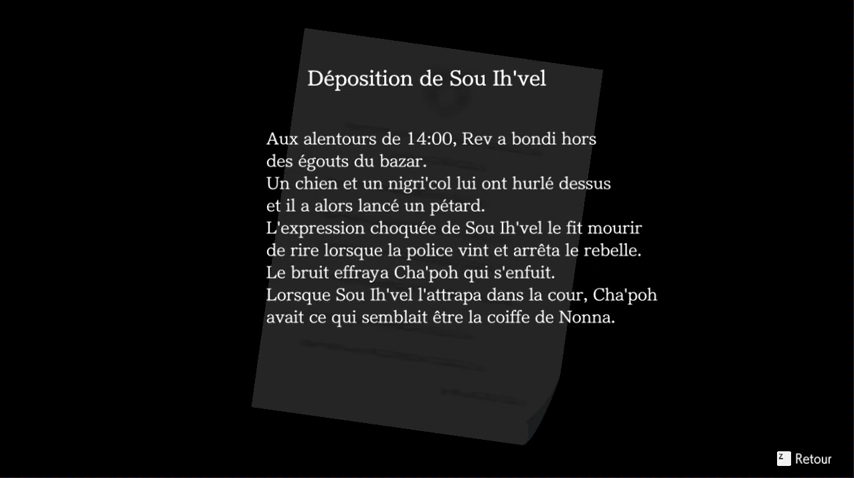 Déposition de Sou Ih'vel
Aux alentours de 14:00, Rev a bondi hors
des égouts du bazar.
Un chien et un nigri'col lui ont hurlé dessus
et il a alors lancé un pétard.
L'expression choquée de Sou Ih'vel le fit mourir
de rire lorsque la police vint et arrêta le rebelle.
Le bruit effraya Cha'poh qui s'enfuit.
Lorsque Sou Ih'vel l'attrapa dans la cour, Cha'poh
avait ce qui semblait être la coiffe de Nonna.
Z Retour